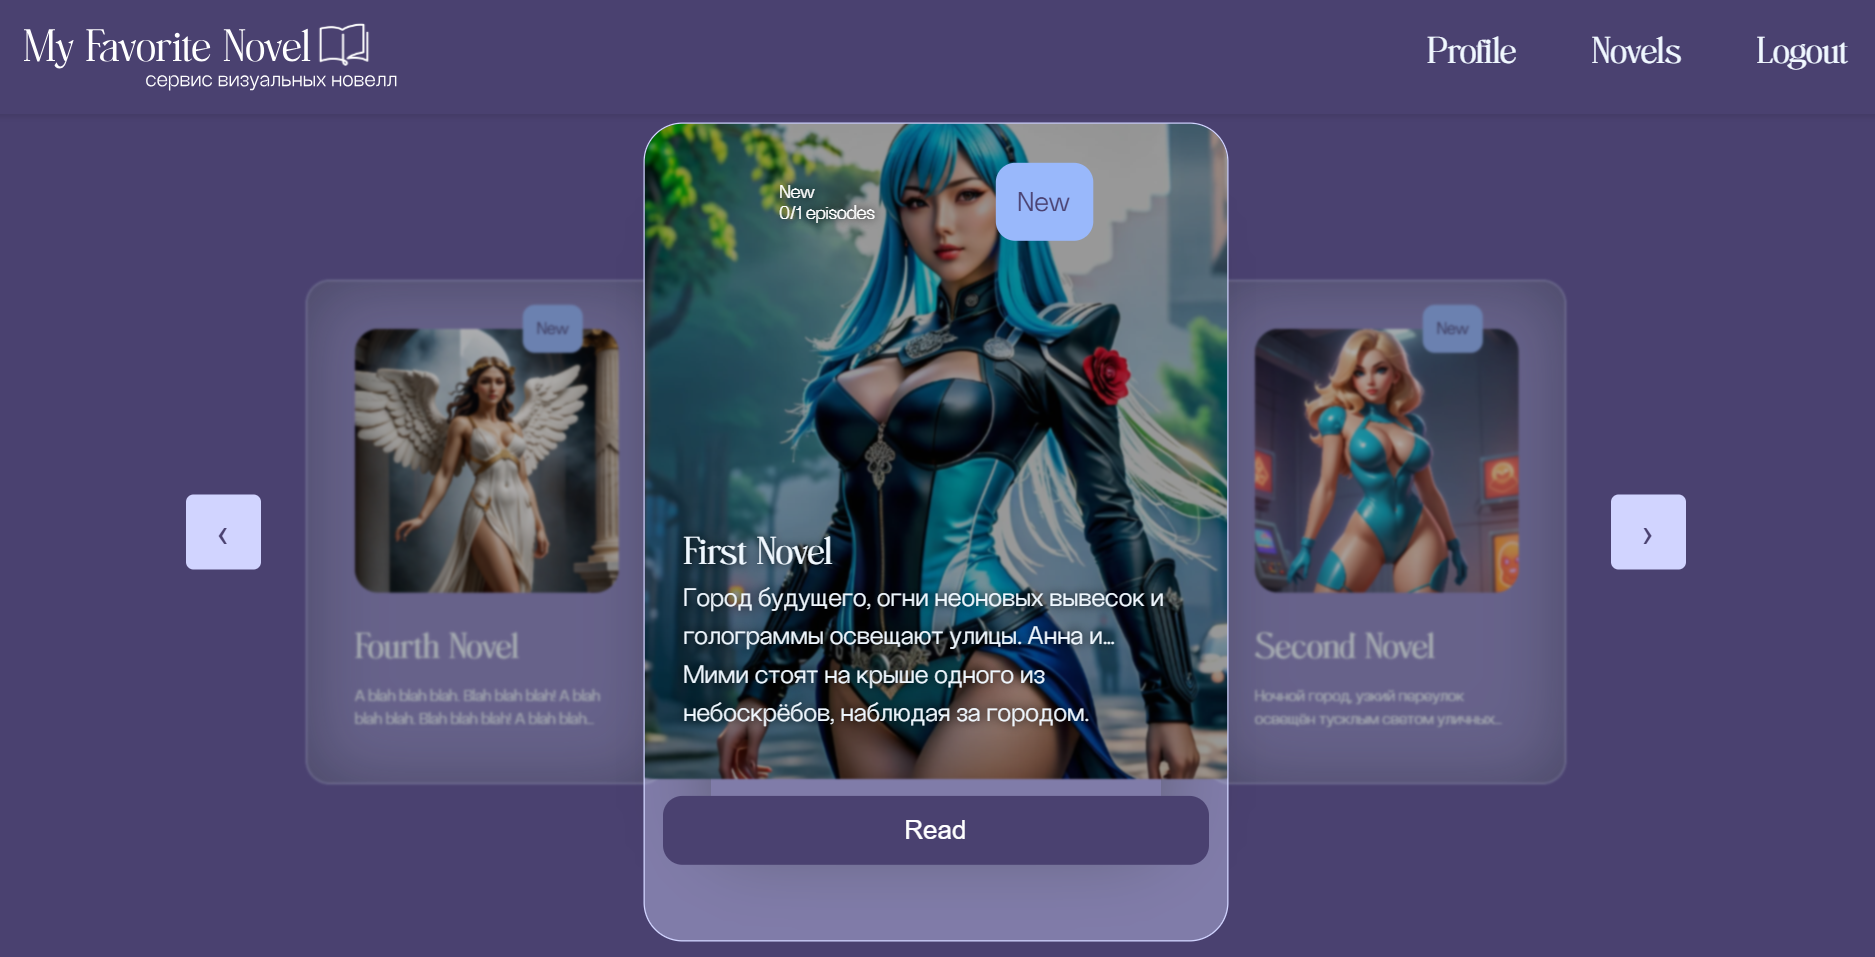 My Favorite Novel
сервис визуальных новелл
Profile
Novels
Logout
New
0/1 episodes
New
First Novel
Город будущего, огни неоновых вывесок и
голограммы освещают улицы. Анна и...
Мими стоят на крыше одного из
небоскрёбов, наблюдая за городом.
Read
‹
New
Fourth Novel
A blah blah blah. Blah blah blah! A blah
blah blah. Blah blah blah! A blah blah...
New
Second Novel
Ночной город, узкий переулок
освещён тусклым светом уличных...
›